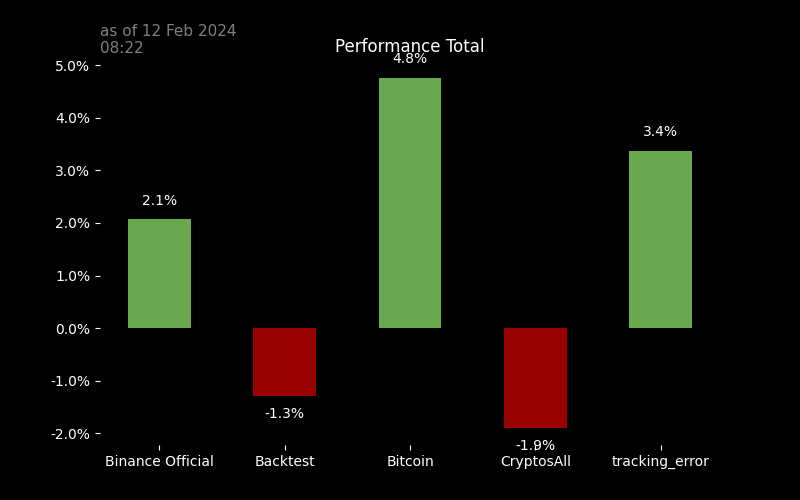 as of 12 Feb 2024
08:22
Performance Total
5.0%
4.0%
3.0%
2.0%
1.0%
0.0%
-1.0%
-2.0%
2.1%
-1.3%
4.8%
-1.9%
3.4%
Binance Official
Backtest
Bitcoin
CryptosAll
tracking_error